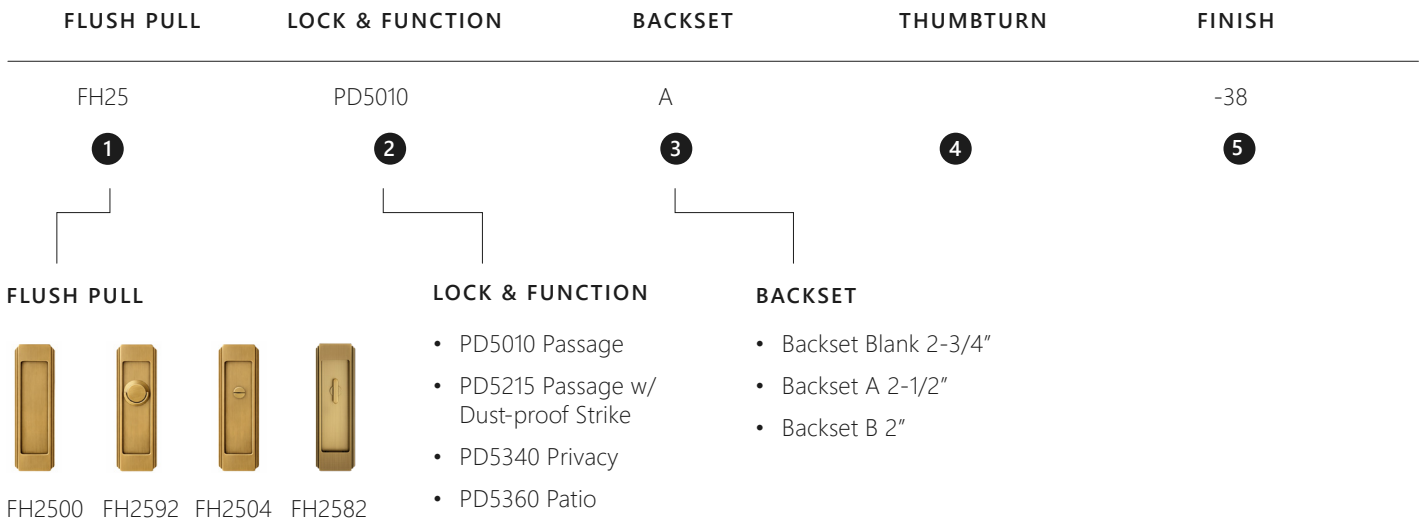 FLUSH PULL LOCK & FUNCTION BACKSET THUMBTURN FINISH
FH25 PD5010 A -38
1 2 3 4 5
FLUSH PULL
FH2500 FH2592 FH2504 FH2582
LOCK & FUNCTION
• PD5010 Passage
• PD5215 Passage w/
Dust-proof Strike
• PD5340 Privacy
• PD5360 Patio
BACKSET
• Backset Blank 2-3/4”
• Backset A 2-1/2”
• Backset B 2”